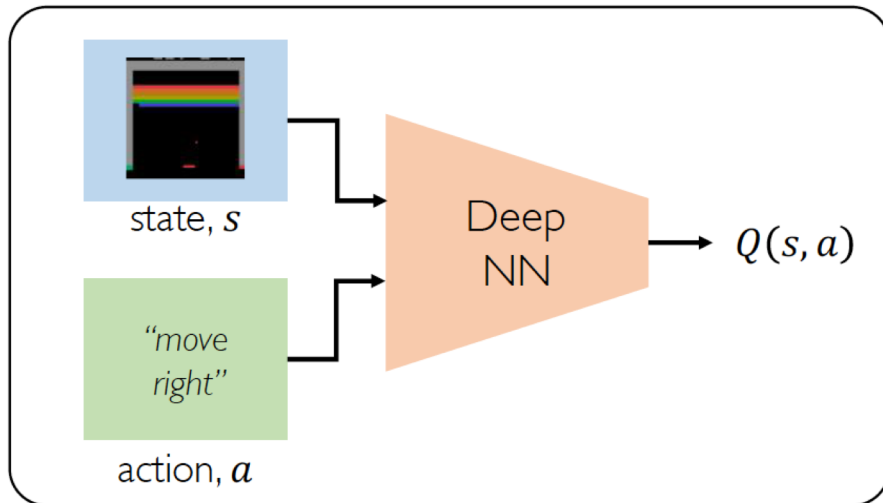 state, s
"move
right"
action, a
Deep
NN
Q(s, a)